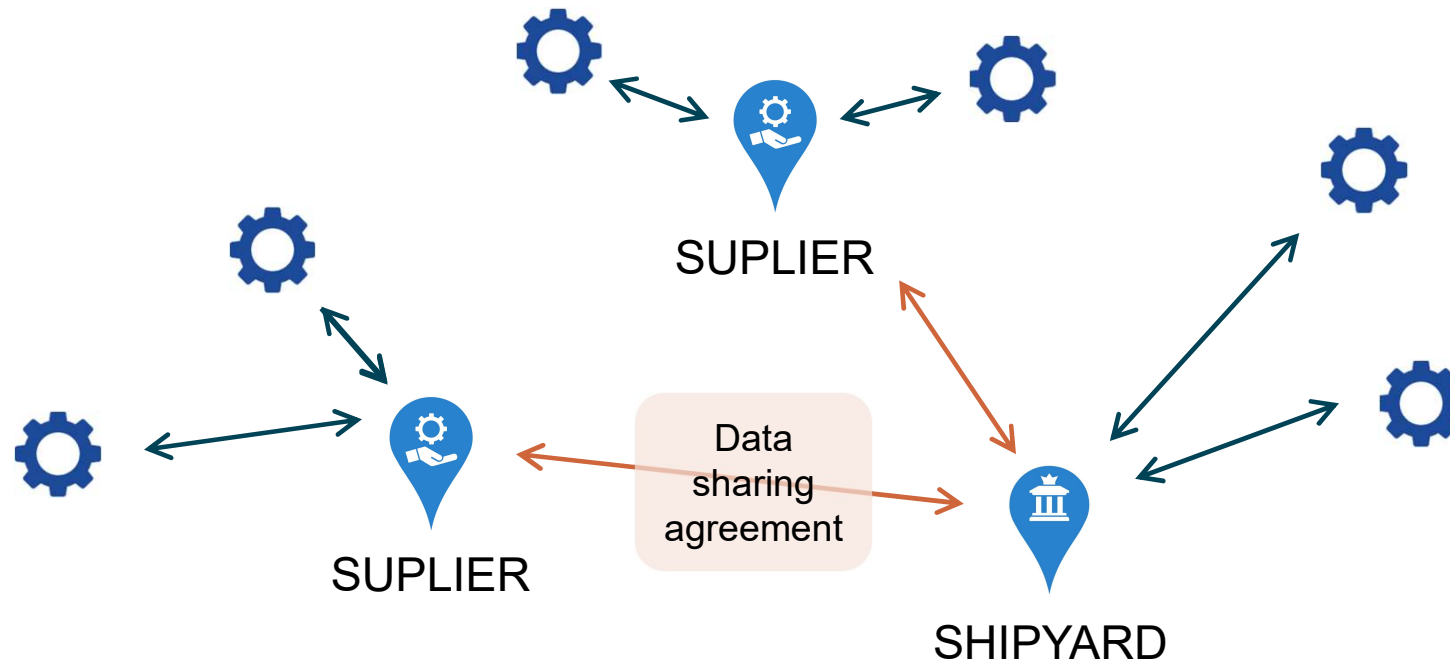 SUPLIER
Data
sharing
agreement
SUPLIER
SHIPYARD